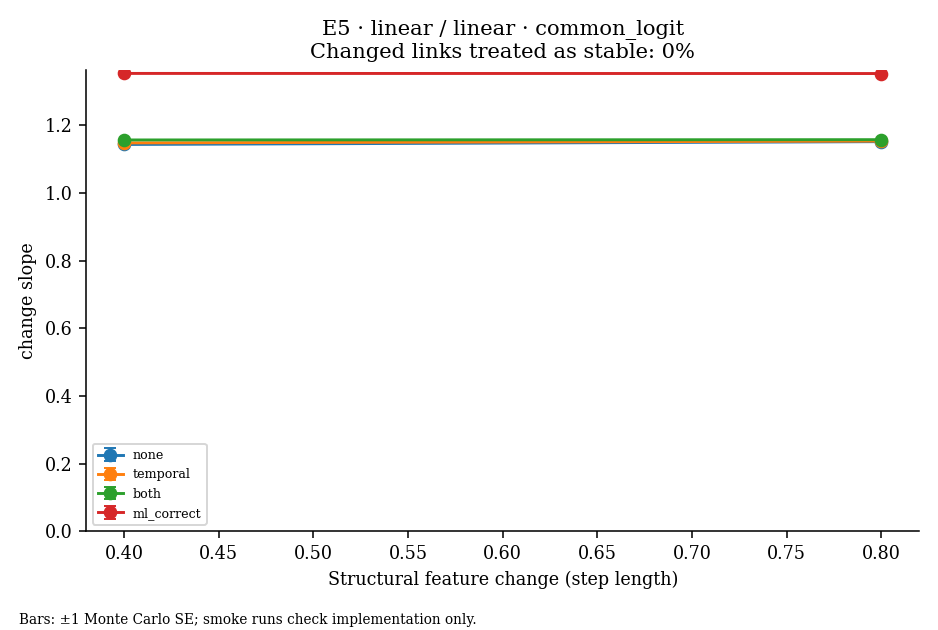 E5 · linear / linear · common_logit
Changed links treated as stable: 0%
change slope
1.2
1.0
0.8
0.6
0.4
0.2
0.0
none
temporal
both
ml_correct
0.40 0.45 0.50 0.55 0.60 0.65 0.70 0.75 0.80
Structural feature change (step length)
Bars: ±1 Monte Carlo SE; smoke runs check implementation only.